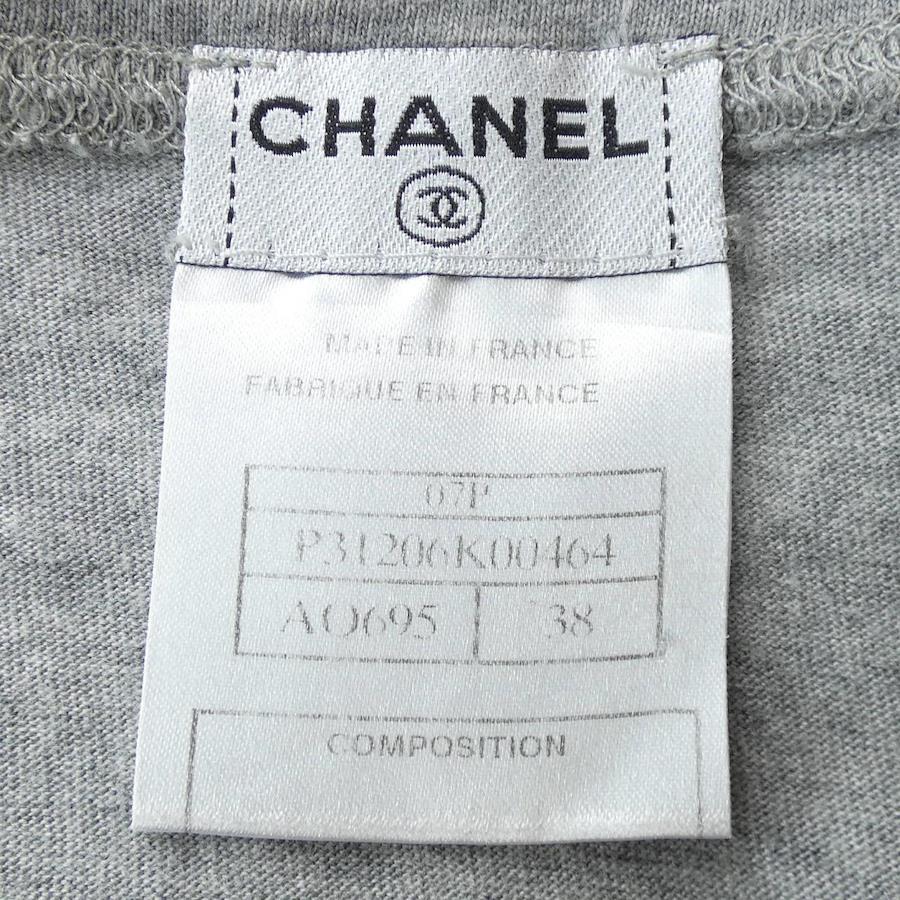 CHANEL
MADE IN FRANCE
FABRIQUE EN FRANCE
07P
P31206K00464
AO695 38
COMPOSITION